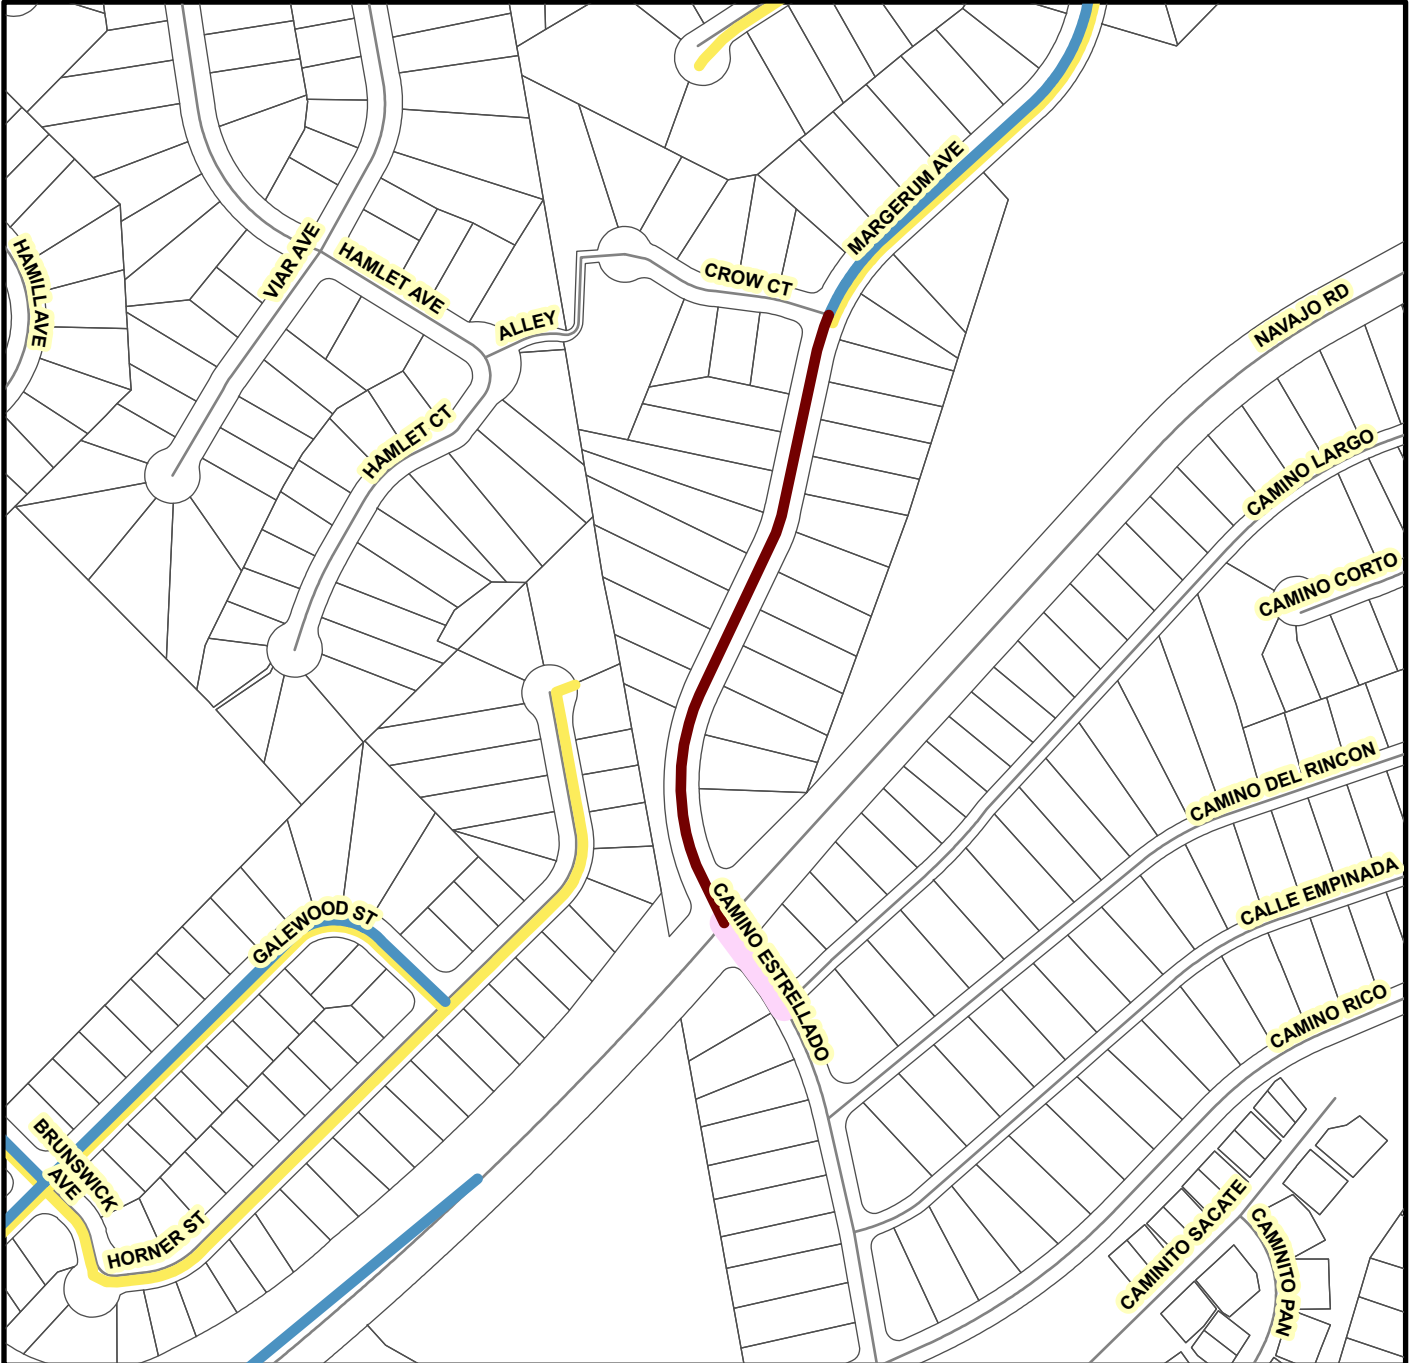 MARGERUM AVE
HAMILL AVE
VIAR AVE
HAMLET AVE
CROW CT
ALLEY
NAVAJO RD
HAMLET CT
CAMINO LARGO
CAMINO CORTO
CAMINO DEL RINCON
CALLE EMPINADA
CAMINO ESTRELLADO
GALEWOOD ST
CAMINO RICO
BRUNSWICK
AVE
HORNER ST
CAMINITO SACATE
CAMINITO PAN